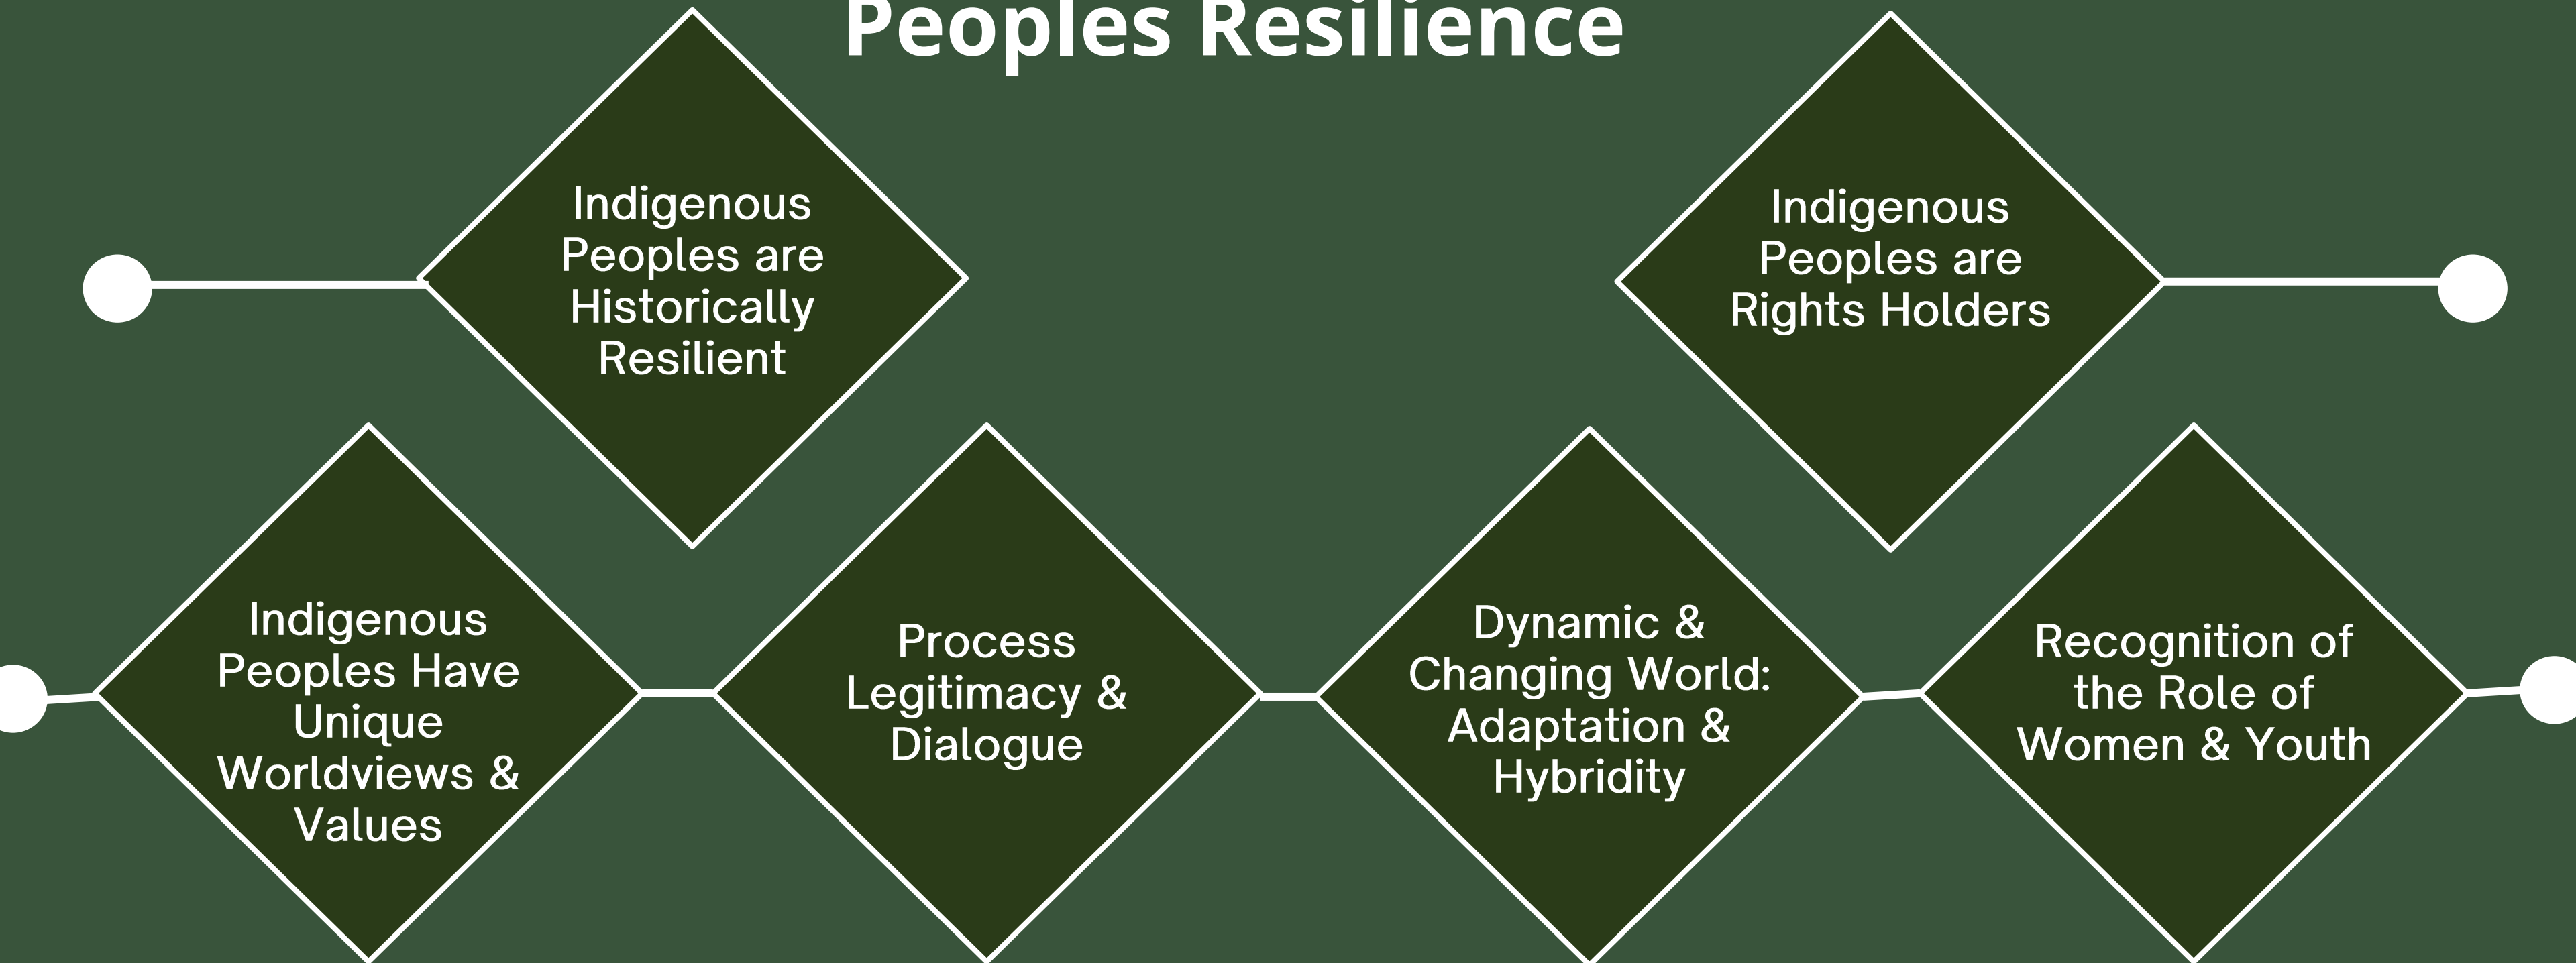 Peoples Resilience
Indigenous
Peoples are
Historically
Resilient
Indigenous
Peoples are
Rights Holders
Indigenous
Peoples Have
Unique
Worldviews &
Values
Process
Legitimacy &
Dialogue
Dynamic &
Changing World:
Adaptation &
Hybridity
Recognition of
the Role of
Women & Youth